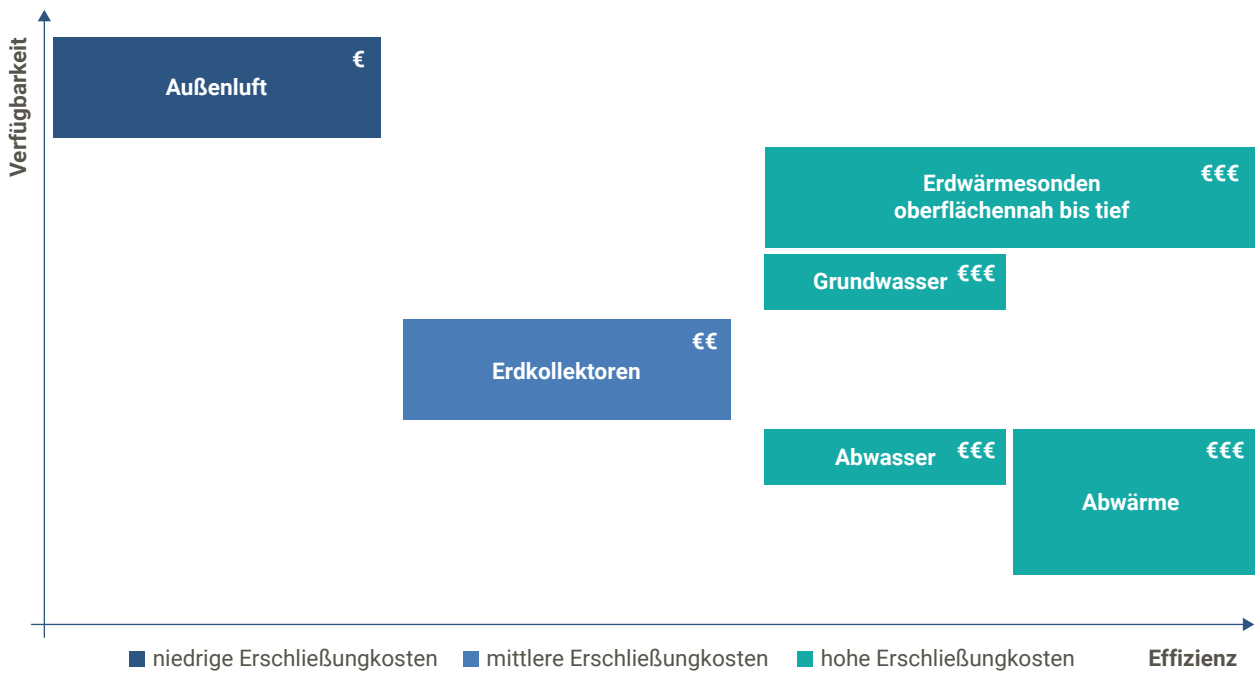 Verfügbarkeit
€
Außenluft
€€€
Erdwärmesonden
oberflächennah bis tief
Grundwasser €€€
€€
Erdkollektoren
Abwasser €€€
€€€
Abwärme
niedrige Erschließungkosten
mittlere Erschließungkosten
hohe Erschließungkosten
Effizienz